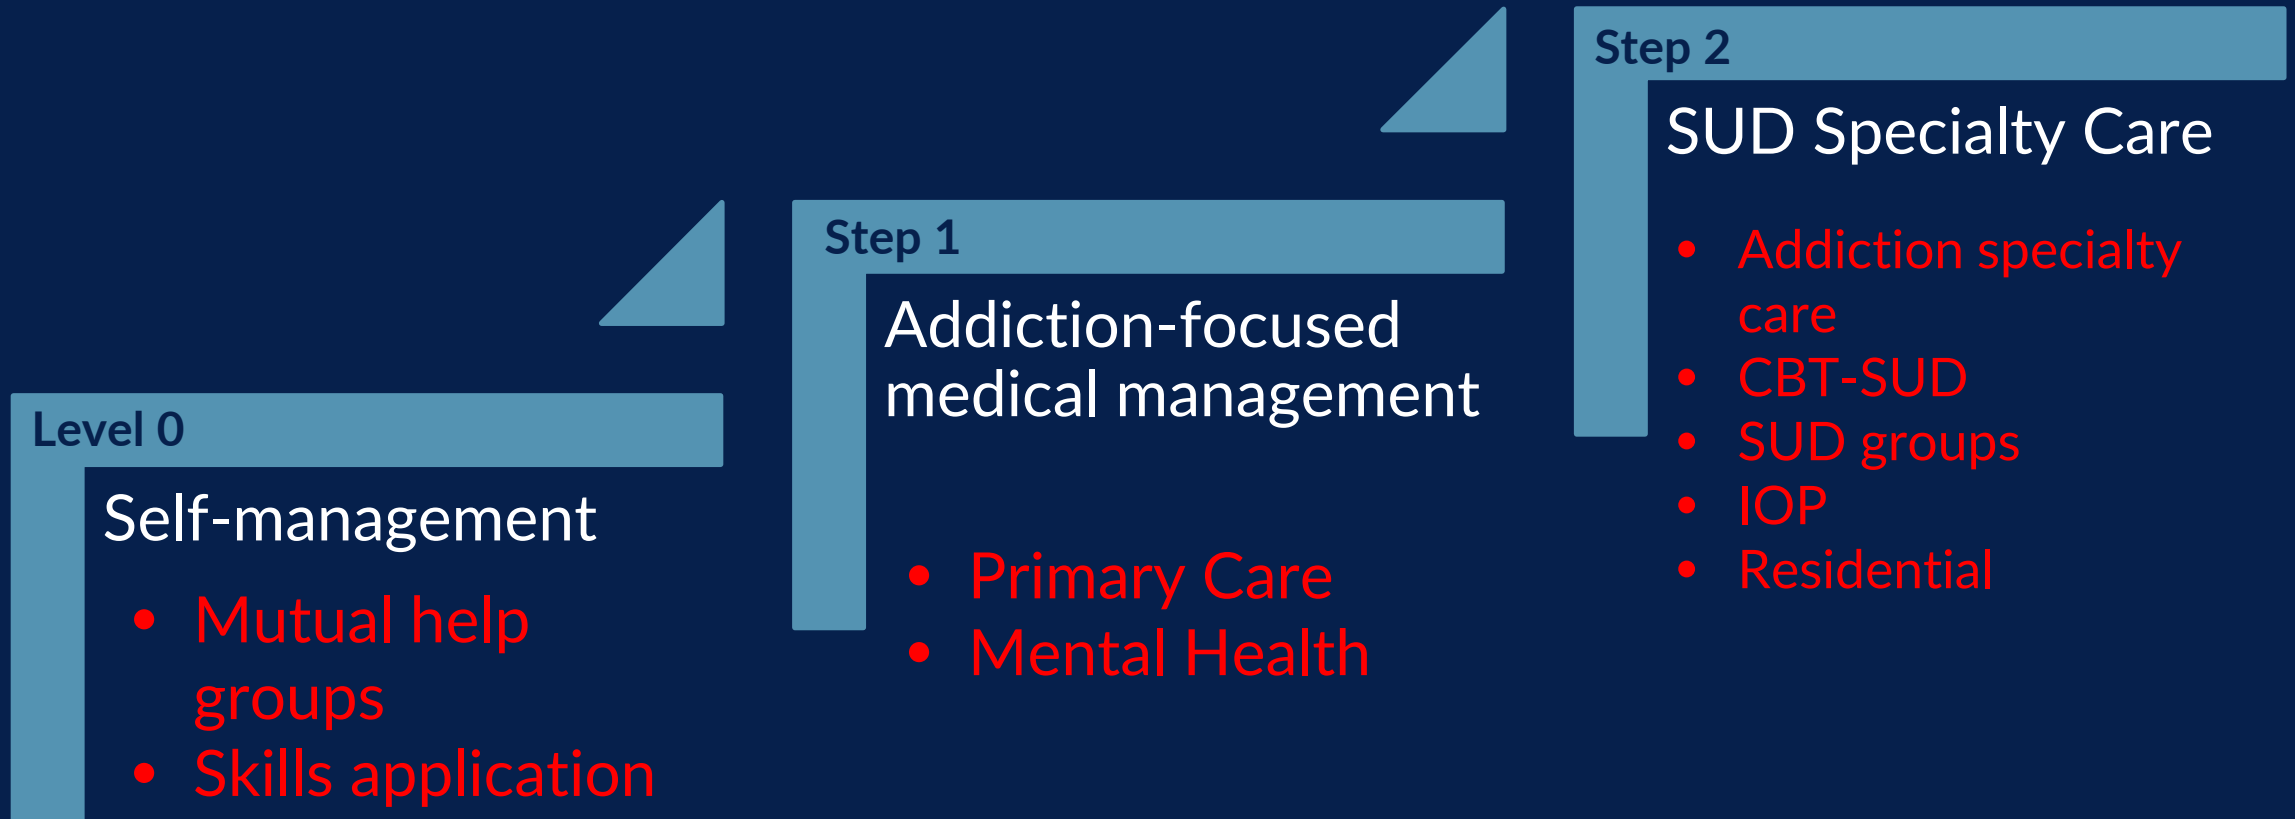 Level 0
Self-management
• Mutual help
groups
• Skills application
Step 1
Addiction-focused
medical management
• Primary Care
• Mental Health
Step 2
SUD Specialty Care
• Addiction specialty
care
• CBT-SUD
• SUD groups
• IOP
• Residential